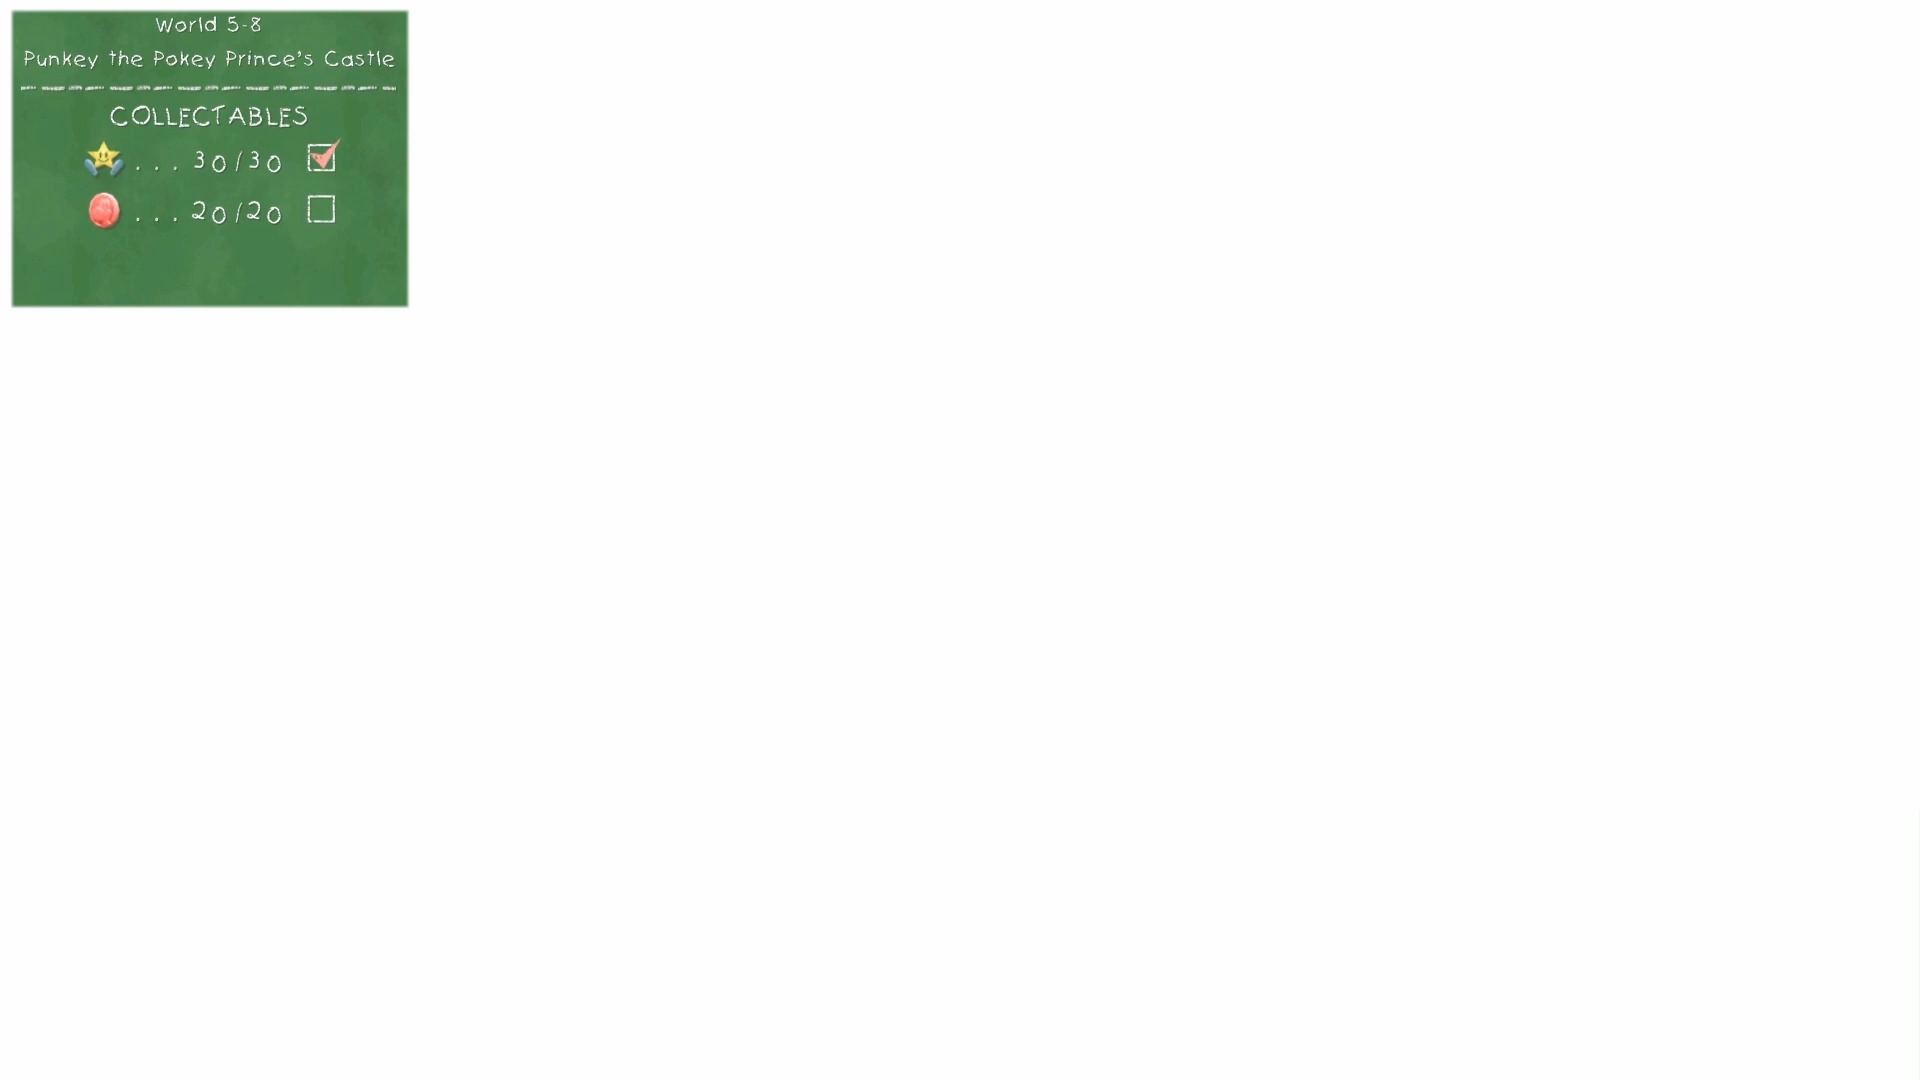 World 5-8
Punkey the Pokey Prince's Castle
COLLECTABLES
... 30/30
... 20/20